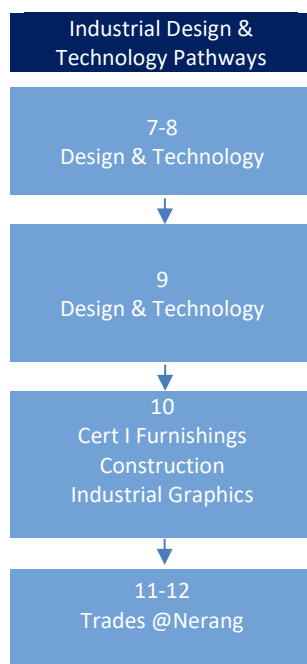 Industrial Design &
Technology Pathways
7-8
Design & Technology
9
Design & Technology
10
Cert I Furnishings
Construction
Industrial Graphics
11-12
Trades @Nerang